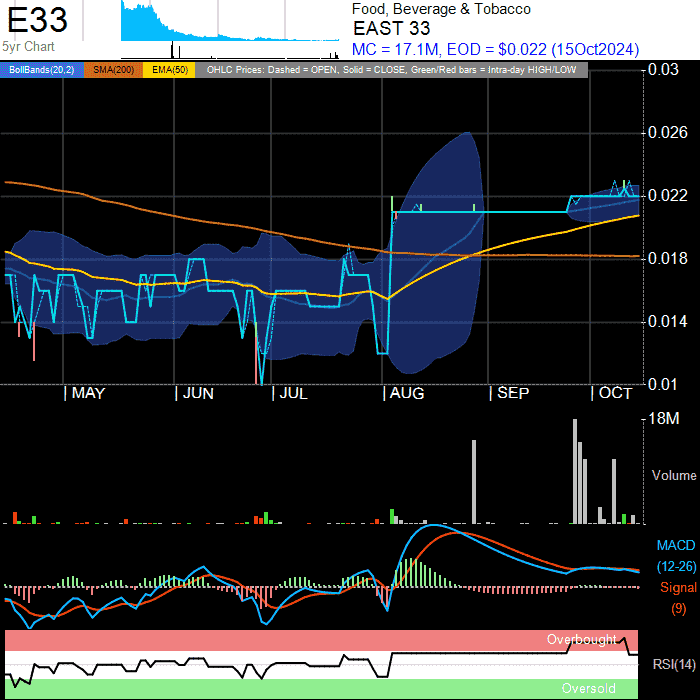 E33
5yr Chart
Food, Beverage & Tobacco
EAST 33
MC = 17.1M, EOD = $0.022 (15Oct2024)
BollBands(20,2) SMA(200) EMA(50) OHLC Prices: Dashed = OPEN, Solid = CLOSE, Green/Red bars = Intra-day HIGH/LOW
0.03
0.026
0.022
0.018
0.014
0.01
MAY JUN JUL AUG SEP OCT
18M
Volume
MACD
(12-26)
Signal
(9)
Overbought
RSI(14)
Oversold